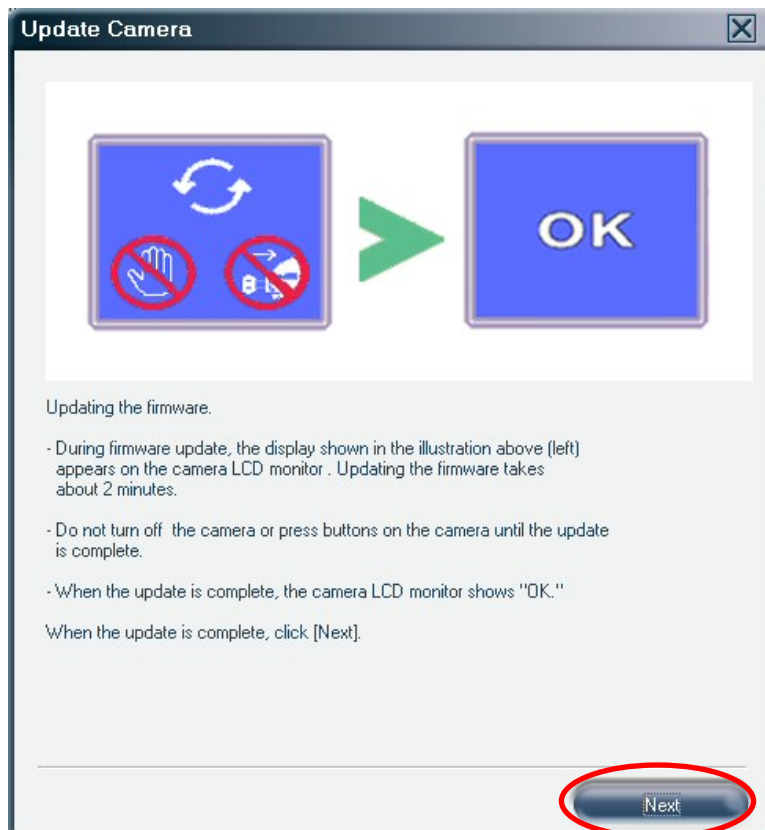 Update Camera
OK
Updating the firmware.
- During firmware update, the display shown in the illustration above (left)
appears on the camera LCD monitor . Updating the firmware takes
about 2 minutes.
- Do not turn off the camera or press buttons on the camera until the update
is complete.
- When the update is complete, the camera LCD monitor shows "OK."
When the update is complete, click [Next].
Next